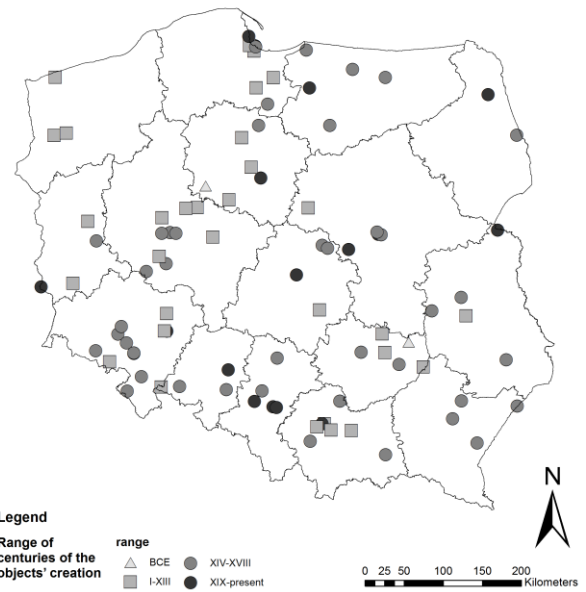 N
Legend
Range of
centuries of the
objects' creation
range
BCE
XIV-XVIII
I-XIII
XIX-present
0 25 50 100 150 200
Kilometers